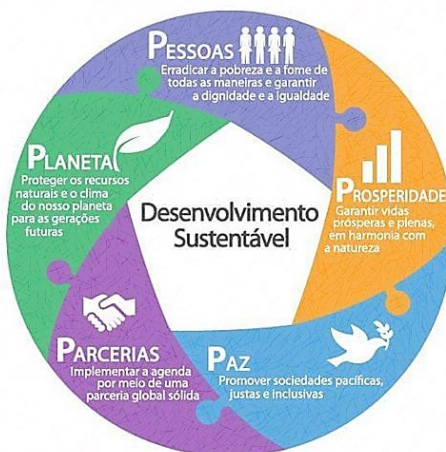 PESSOAS
Erradicar a pobreza e a fome de
todas as maneiras e garantir
a dignidade e a igualdade
PROSPERIDADE
Garantir vidas
prósperas e plenas,
em harmonia com
a natureza
PAZ
Promover sociedades pacíficas,
justas e inclusivas
PARCERIAS
Implementar a agenda
por meio de uma
parceria global sólida
PLANETA
Proteger os recursos
naturais e o clima
do nosso planeta
para as gerações
futuras
Desenvolvimento
Sustentável